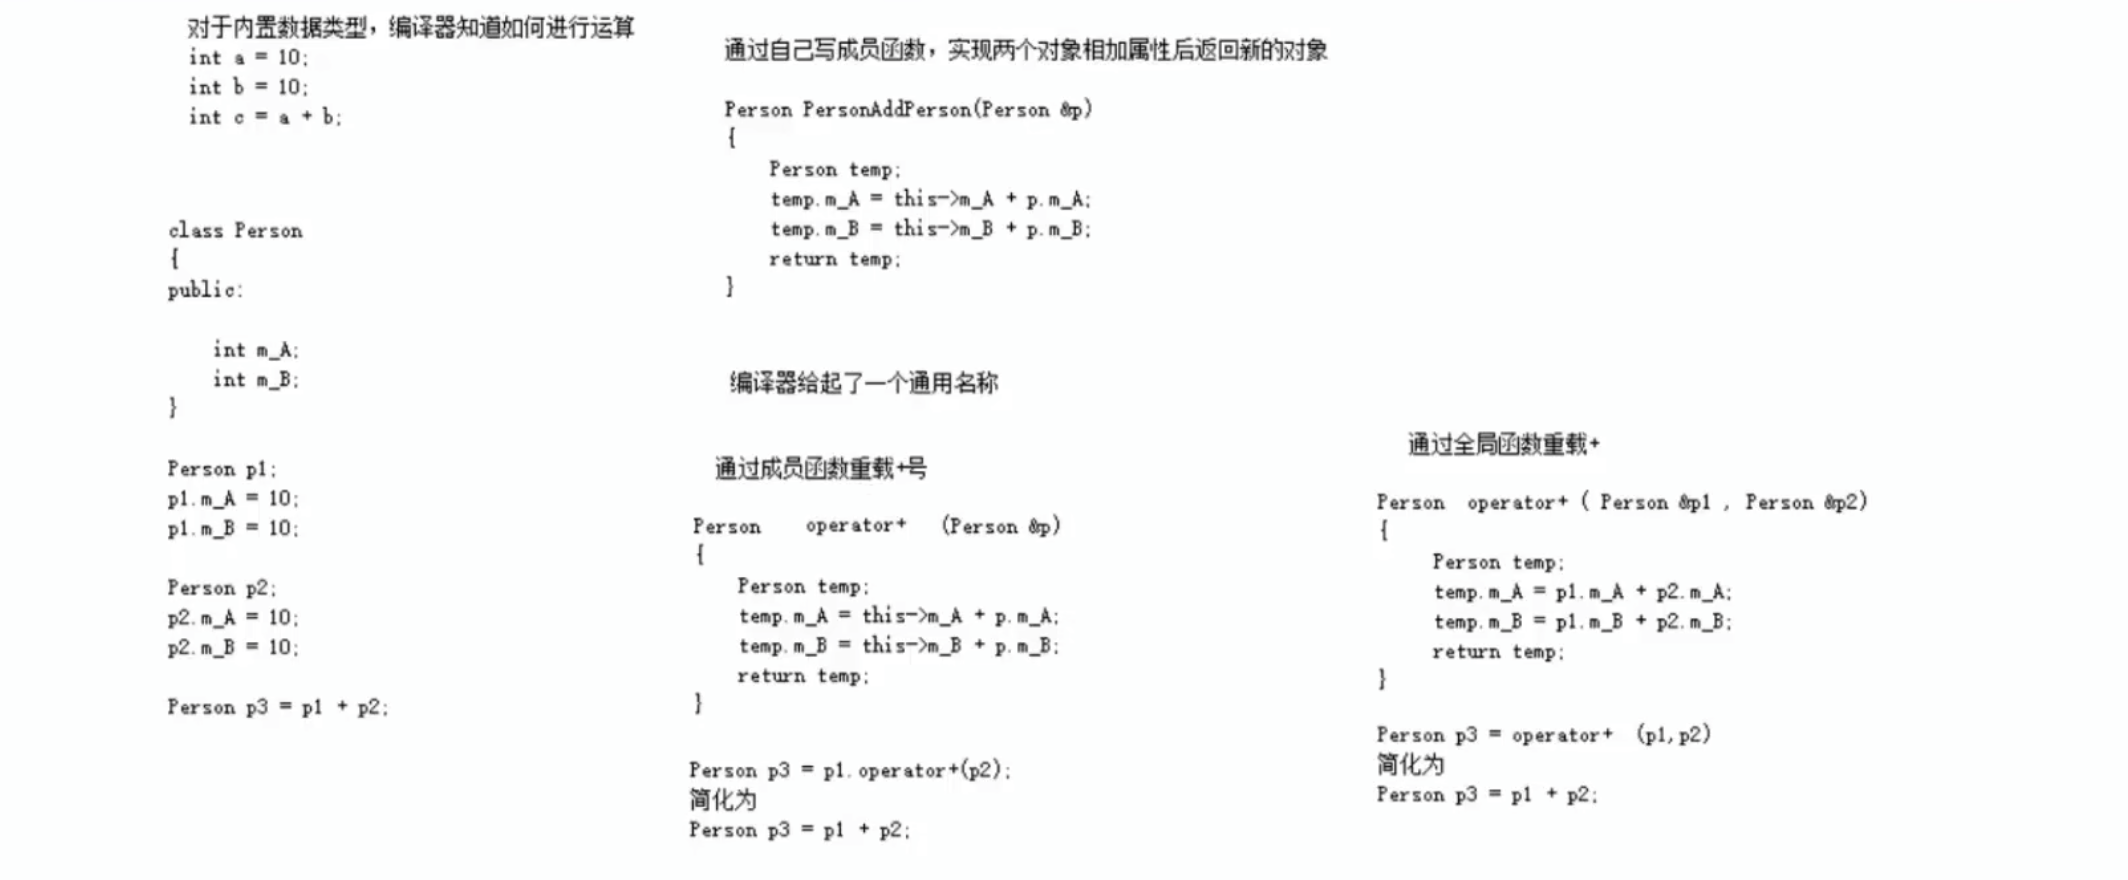 对于内置数据类型，编译器知道如何进行运算
int a = 10;
int b = 10;
int c = a + b;
class Person
{
public:
int m_A;
int m_B;
}
Person p1;
p1.m_A = 10;
p1.m_B = 10;
Person p2;
p2.m_A = 10;
p2.m_B = 10;
Person p3 = p1 + p2;
通过自己写成员函数，实现两个对象相加属性后返回新的对象
Person PersonAddPerson(Person &p)
{
Person temp;
temp.m_A = this->m_A + p.m_A;
temp.m_B = this->m_B + p.m_B;
return temp;
}
编译器给起了一个通用名称
通过成员函数重载+号
Person operator+ (Person &p)
{
Person temp;
temp.m_A = this->m_A + p.m_A;
temp.m_B = this->m_B + p.m_B;
return temp;
}
Person p3 = p1.operator+(p2);
简化为
Person p3 = p1 + p2;
通过全局函数重载+
Person operator+ ( Person &p1 , Person &p2)
{
Person temp;
temp.m_A = p1.m_A + p2.m_A;
temp.m_B = p1.m_B + p2.m_B;
return temp;
}
Person p3 = operator+ (p1,p2)
简化为
Person p3 = p1 + p2;